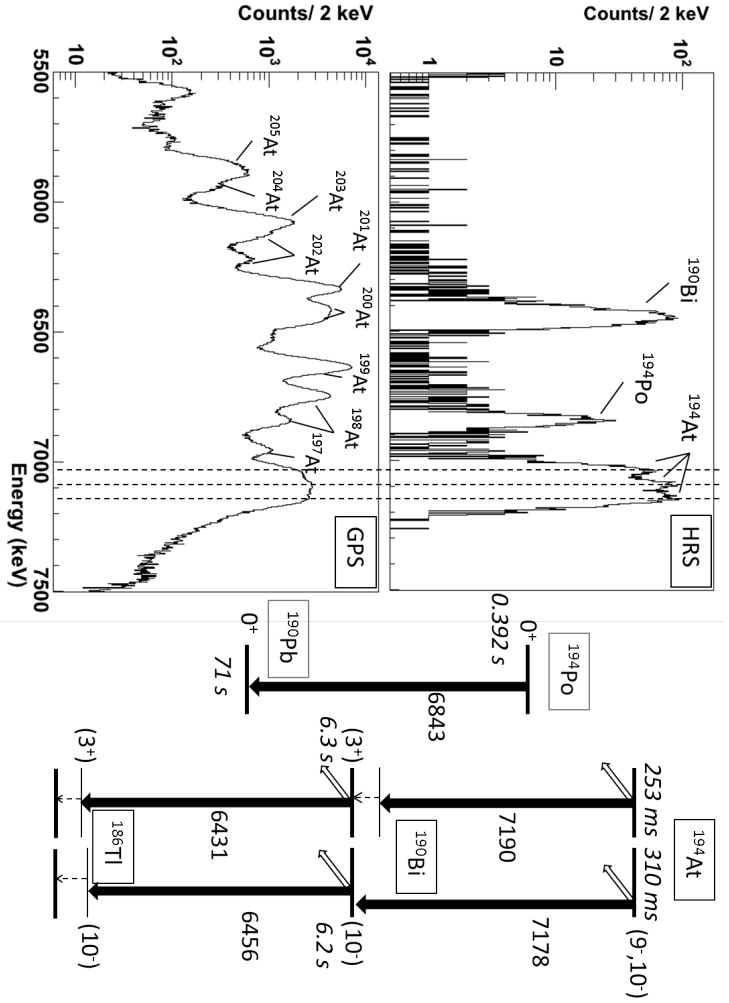 Counts/ 2 keV
10²
10
1
HRS
¹⁹⁰Bi
¹⁹⁴Po
¹⁹⁴At
Counts/ 2 keV
10⁴
10³
10²
10
GPS
²⁰⁵At
²⁰⁴At
²⁰³At
²⁰²At
²⁰¹At
²⁰⁰At
¹⁹⁹At
¹⁹⁸At
¹⁹⁷At
5500
6000
6500
7000
7500
Energy (keV)
¹⁹⁴Po
0⁺
0.392 s
6843
¹⁹⁰Pb
0⁺
71 s
¹⁹⁴At
253 ms
310 ms
(9⁻,10⁻)
7190
7178
¹⁹⁰Bi
(3⁺)
6.3 s
(10⁻)
6.2 s
6431
6456
¹⁸⁶Tl
(3⁺)
(10⁻)